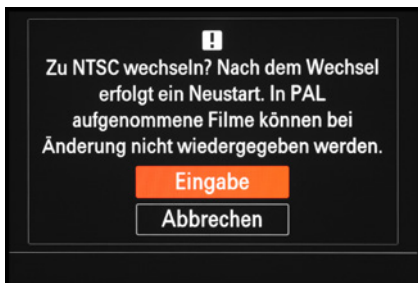 Zu NTSC wechseln? Nach dem Wechsel
erfolgt ein Neustart. In PAL
aufgenommene Filme können bei
Änderung nicht wiedergegeben werden.
Eingabe
Abbrechen